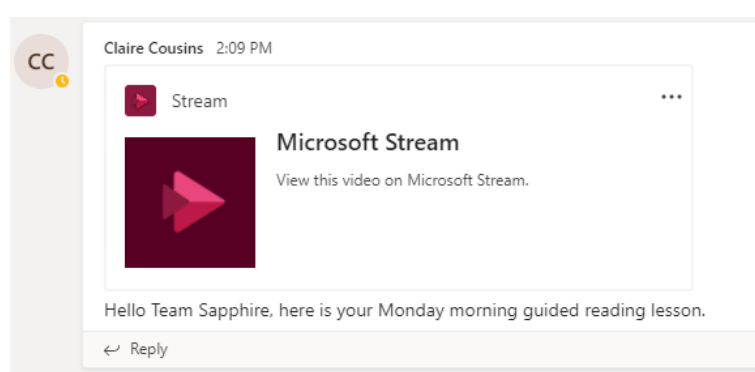 CC
Claire Cousins 2:09 PM
Stream
Microsoft Stream
View this video on Microsoft Stream.
Hello Team Sapphire, here is your Monday morning guided reading lesson.
Reply